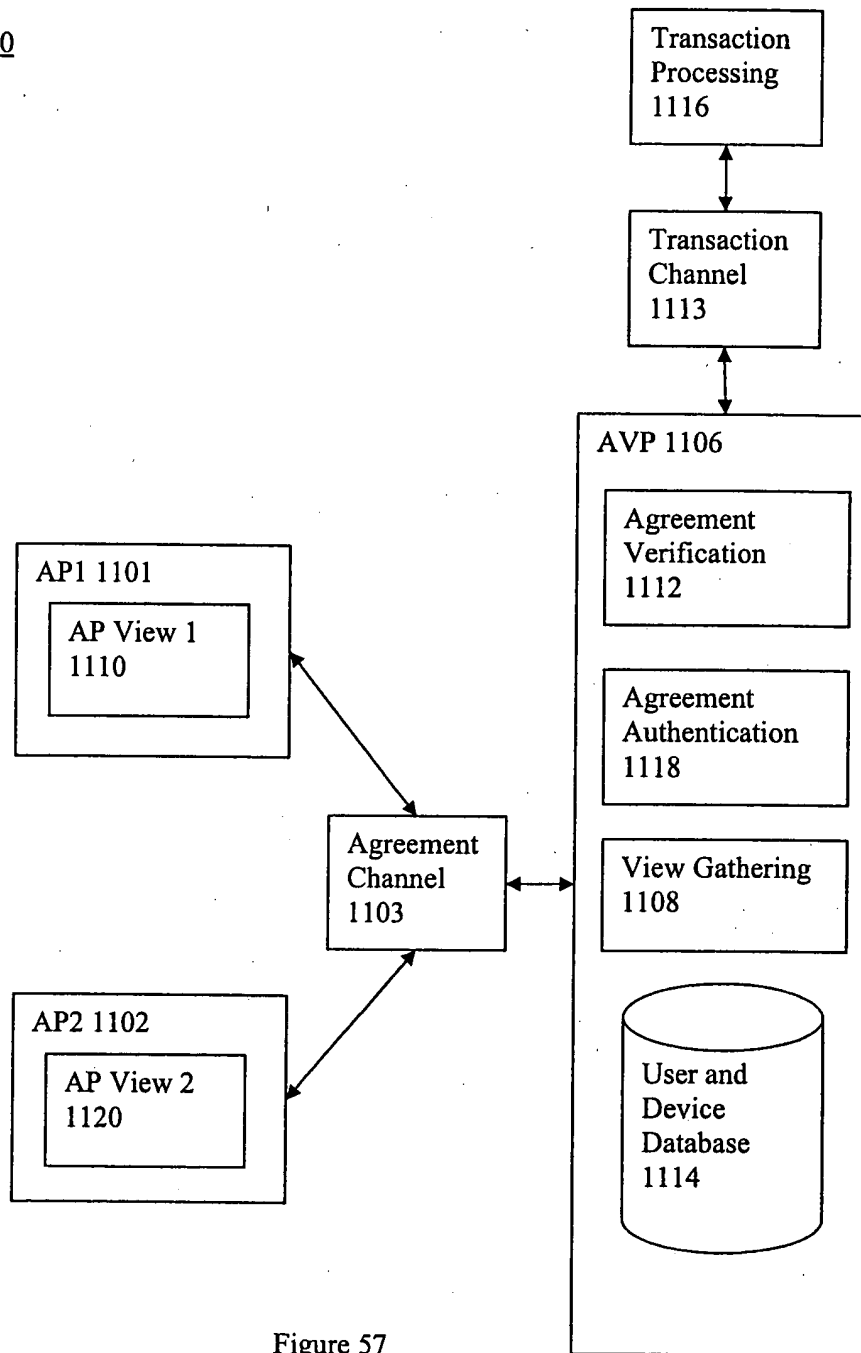 0
Transaction
Processing
1116
Transaction
Channel
1113
AVP 1106
Agreement
Verification
1112
AP1 1101
AP View 1
1110
Agreement
Authentication
1118
Agreement
Channel
1103
View Gathering
1108
AP2 1102
AP View 2
1120
User and
Device
Database
1114
Figure 57